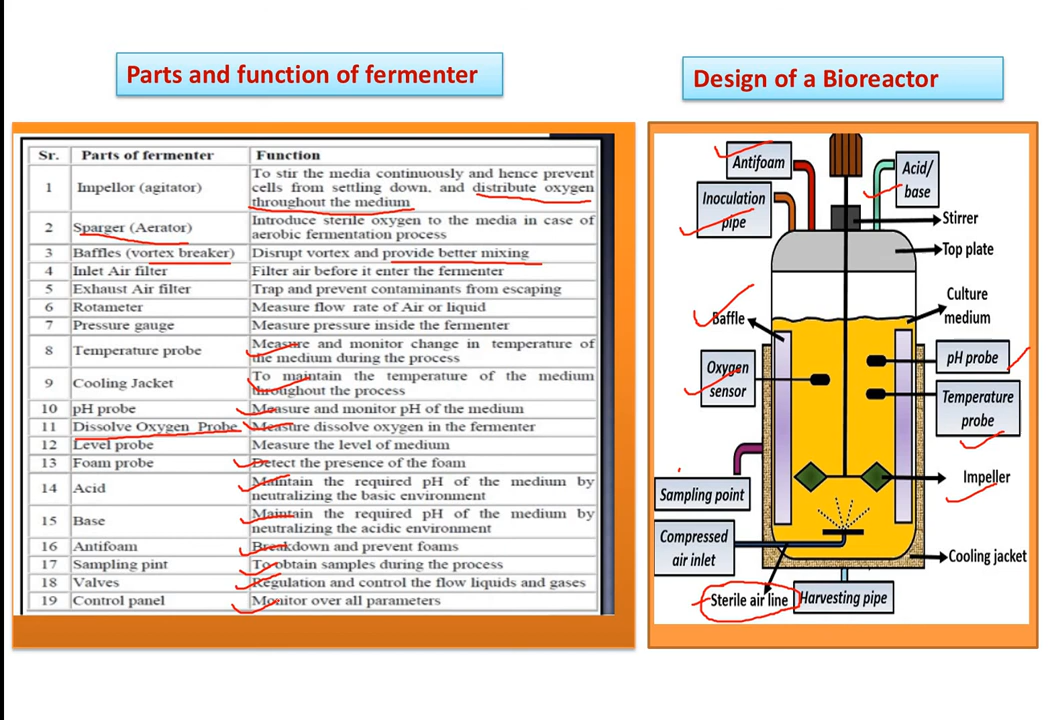 Parts and function of fermenter
Sr. Parts of fermenter Function
1 Impellor (agitator) To stir the media continuously and hence prevent
cells from settling down, and distribute oxygen
throughout the medium
2 Sparger (Aerator) Introduce sterile oxygen to the media in case of
aerobic fermentation process
3 Baffles (vortex breaker) Disrupt vortex and provide better mixing
4 Inlet Air filter Filter air before it enter the fermenter
5 Exhaust Air filter Trap and prevent contaminants from escaping
6 Rotameter Measure flow rate of Air or liquid
7 Pressure gauge Measure pressure inside the fermenter
8 Temperature probe Measure and monitor change in temperature of
the medium during the process
9 Cooling Jacket To maintain the temperature of the medium
throughout the process
10 pH probe Measure and monitor pH of the medium
11 Dissolve Oxygen Probe Measure dissolve oxygen in the fermenter
12 Level probe Measure the level of medium
13 Foam probe Detect the presence of the foam
14 Acid Maintain the required pH of the medium by
neutralizing the basic environment
15 Base Maintain the required pH of the medium by
neutralizing the acidic environment
16 Antifoam Breakdown and prevent foams
17 Sampling pint To obtain samples during the process
18 Valves Regulation and control the flow liquids and gases
19 Control panel Monitor over all parameters
Design of a Bioreactor
Antifoam
Acid/
base
Inoculation
pipe
Stirrer
Top plate
Culture
medium
Baffle
pH probe
Oxygen
sensor
Temperature
probe
Impeller
Sampling point
Compressed
air inlet
Cooling jacket
Sterile air line
Harvesting pipe